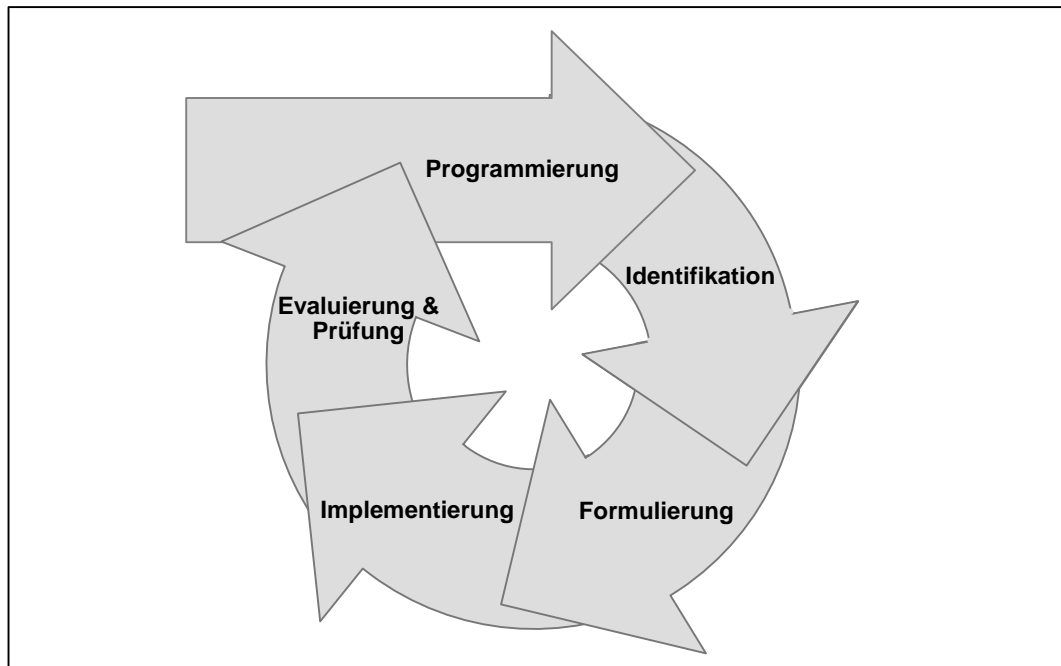 Programmierung
Identifikation
Evaluierung &
Prüfung
Implementierung
Formulierung